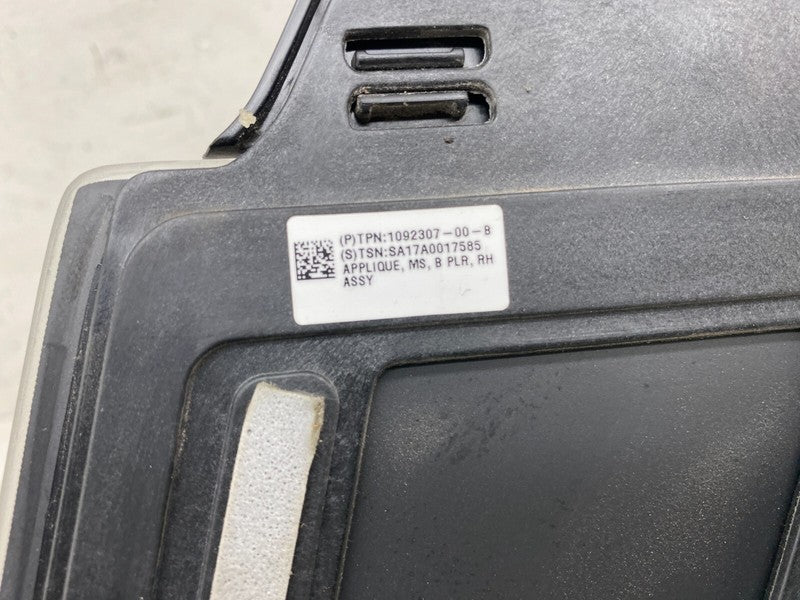 (P)TPN:1092307-00-B
(S)TSN:SA17A0017585
APPLIQUE, MS, B PLR, RH
ASSY